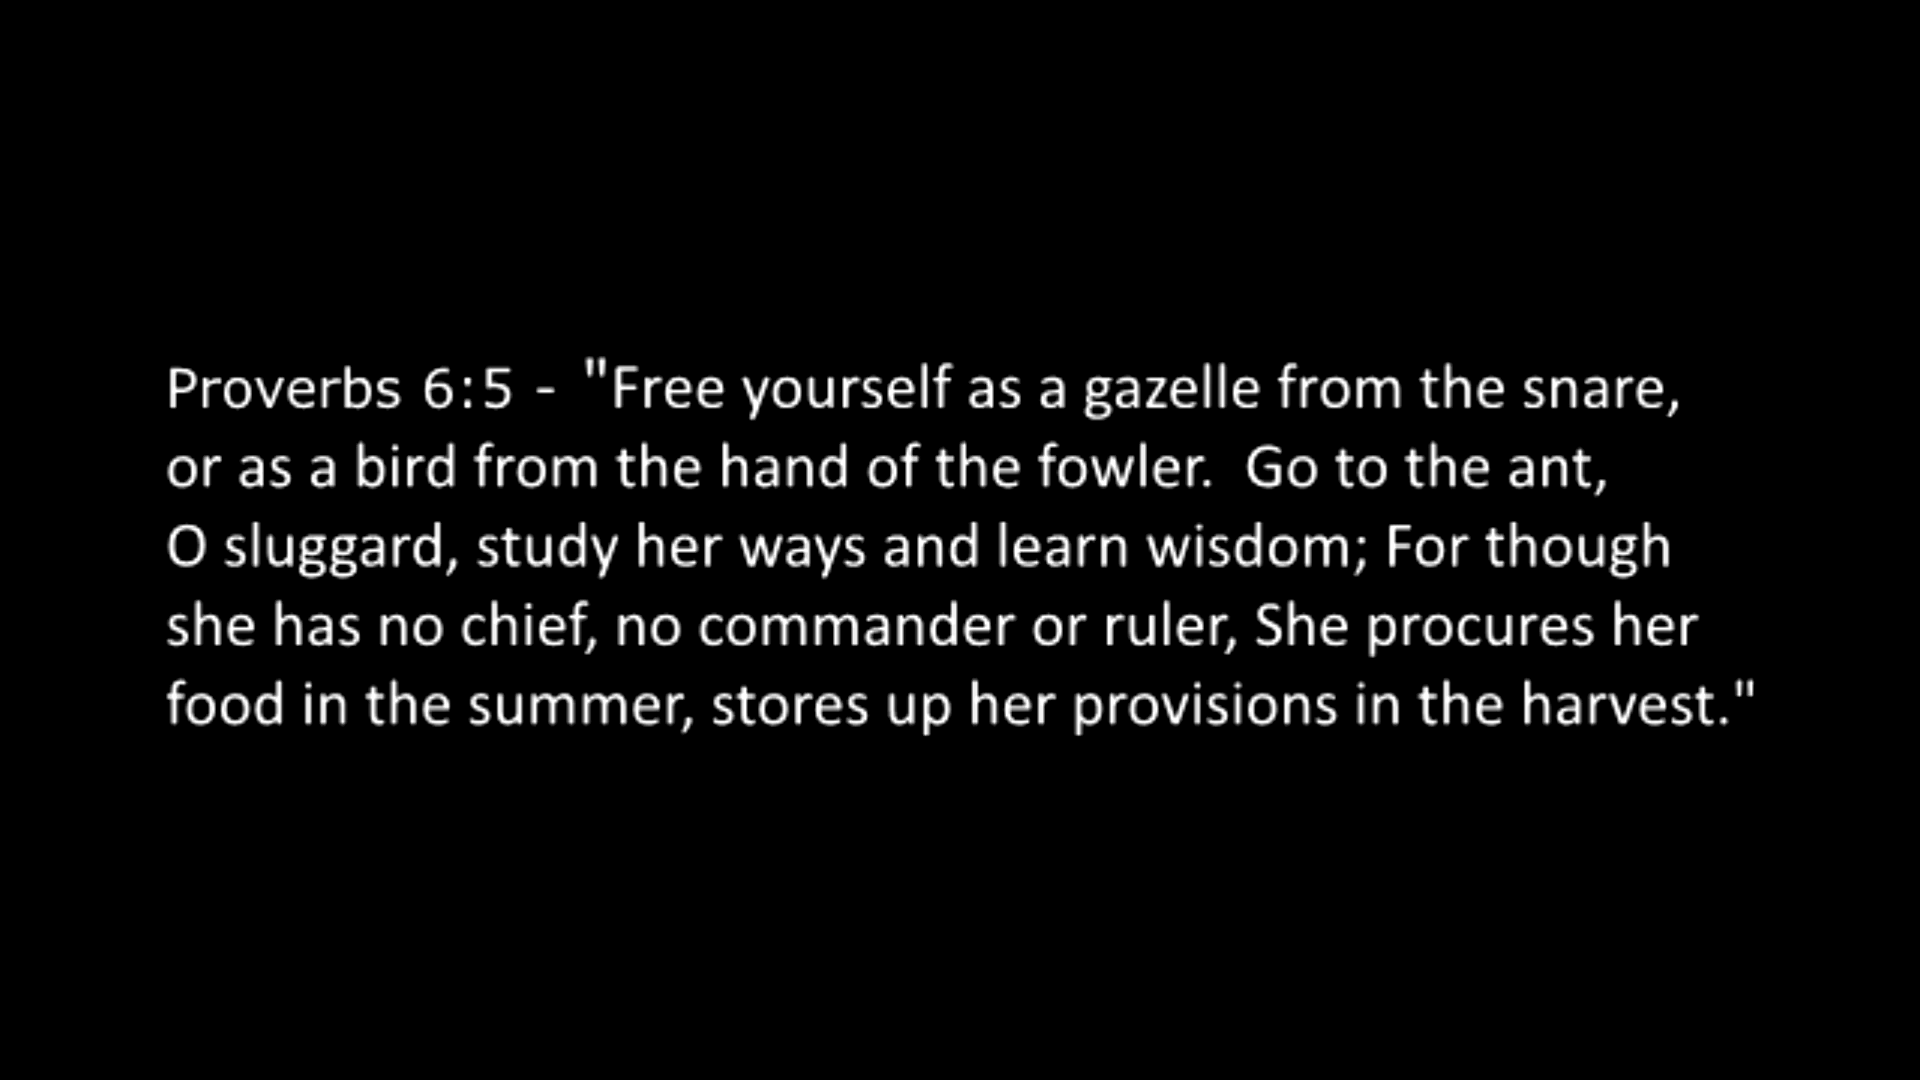 Proverbs 6:5 - "Free yourself as a gazelle from the snare,
or as a bird from the hand of the fowler.  Go to the ant,
O sluggard, study her ways and learn wisdom; For though
she has no chief, no commander or ruler, She procures her
food in the summer, stores up her provisions in the harvest."